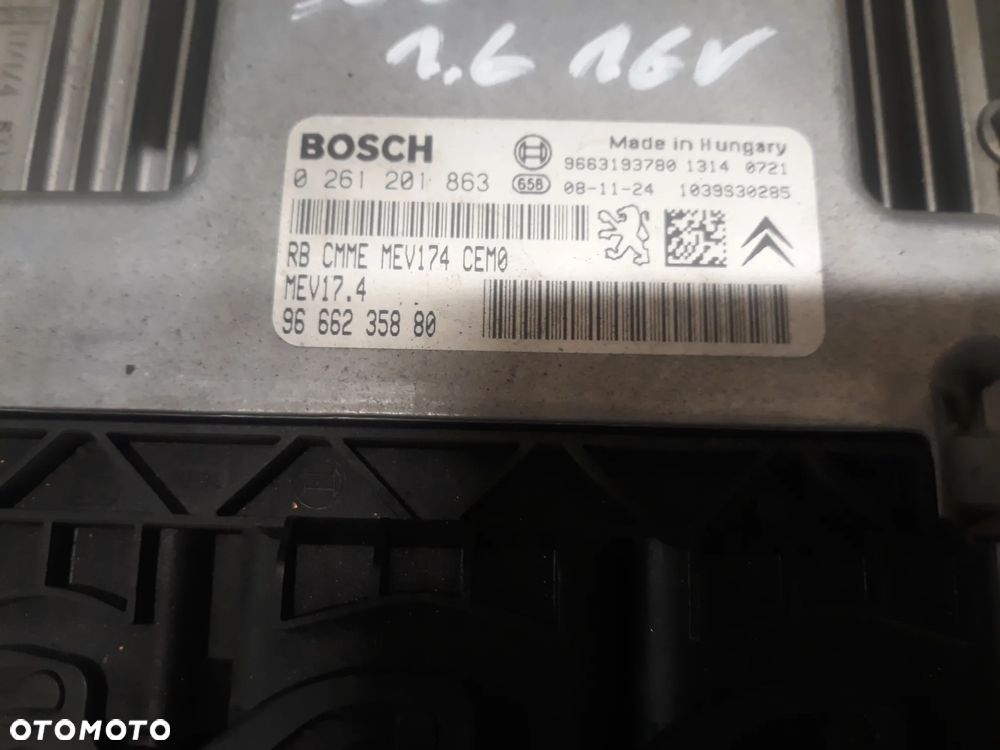 1.6 16V
BOSCH
Made in Hungary
9663193780 1314 0721
0 261 201 863
658
08-11-24
1039S30285
RB CMME MEV174 CEM0
MEV17.4
96 662 358 80
OTOMOTO